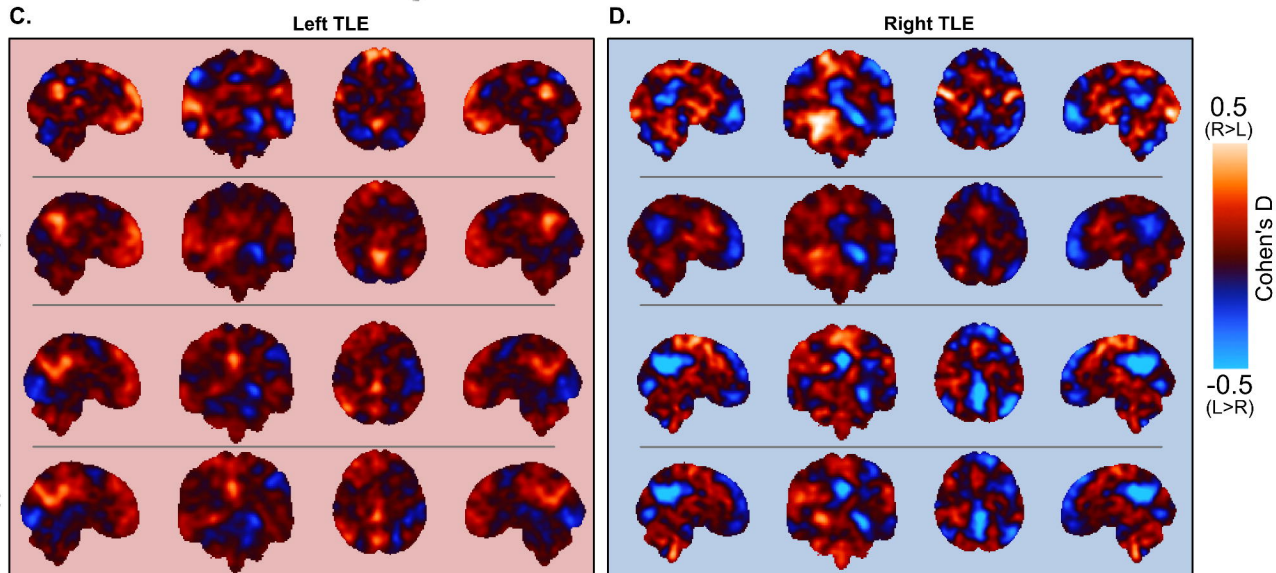 C.
Left TLE
D.
Right TLE
0.5
(R>L)
Cohen's D
-0.5
(L>R)